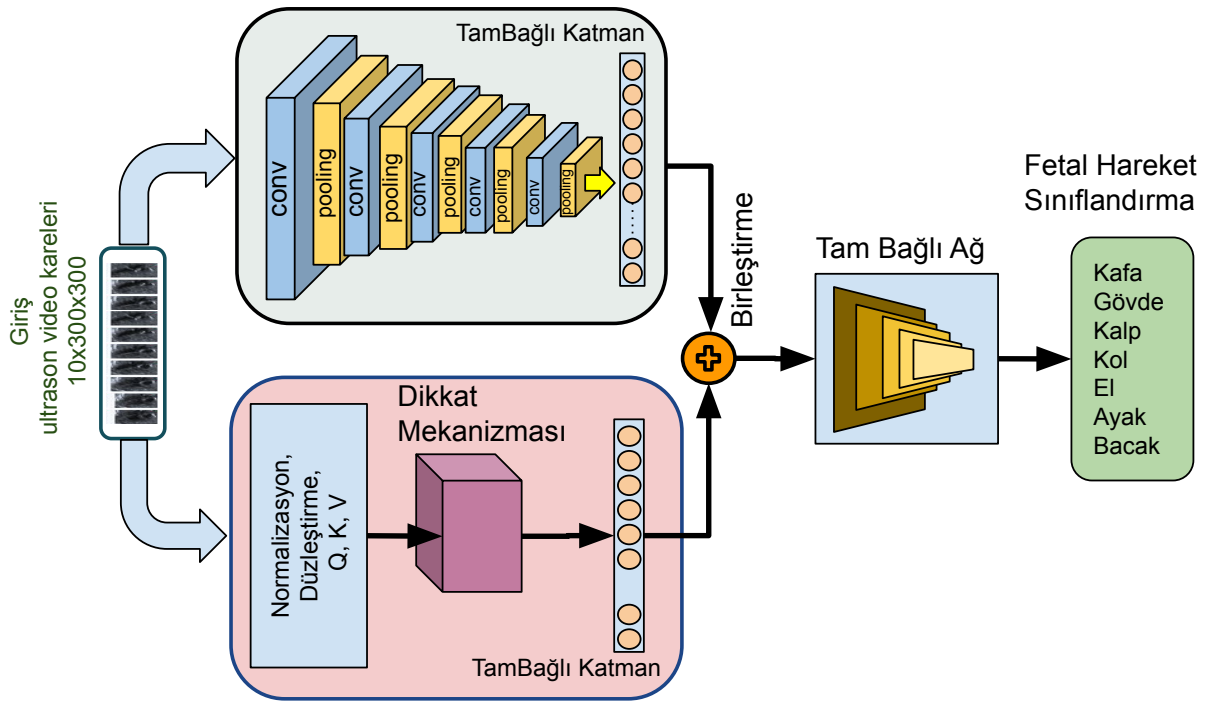 Giriş
ultrason video kareleri
10x300x300
TamBağlı Katman
conv
pooling
conv
pooling
conv
pooling
conv
pooling
conv
pooling
Dikkat
Mekanizması
Normalizasyon,
Düzleştirme,
Q, K, V
TamBağlı Katman
Birleştirme
Tam Bağlı Ağ
Fetal Hareket
Sınıflandırma
Kafa
Gövde
Kalp
Kol
El
Ayak
Bacak